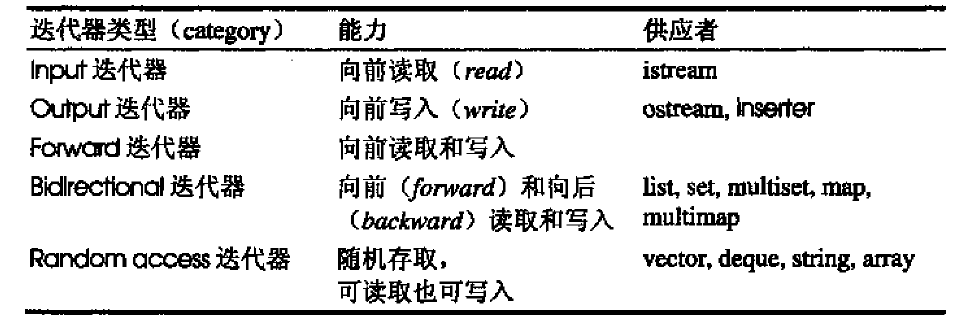 迭代器类型（category） 能力 供应者
Input 迭代器 向前读取（read） istream
Output 迭代器 向前写入（write） ostream, inserter
Forward 迭代器 向前读取和写入
Bidirectional 迭代器 向前（forward）和向后 list, set, multiset, map,
（backward）读取和写入 multimap
Random access 迭代器 随机存取， vector, deque, string, array
可读取也可写入